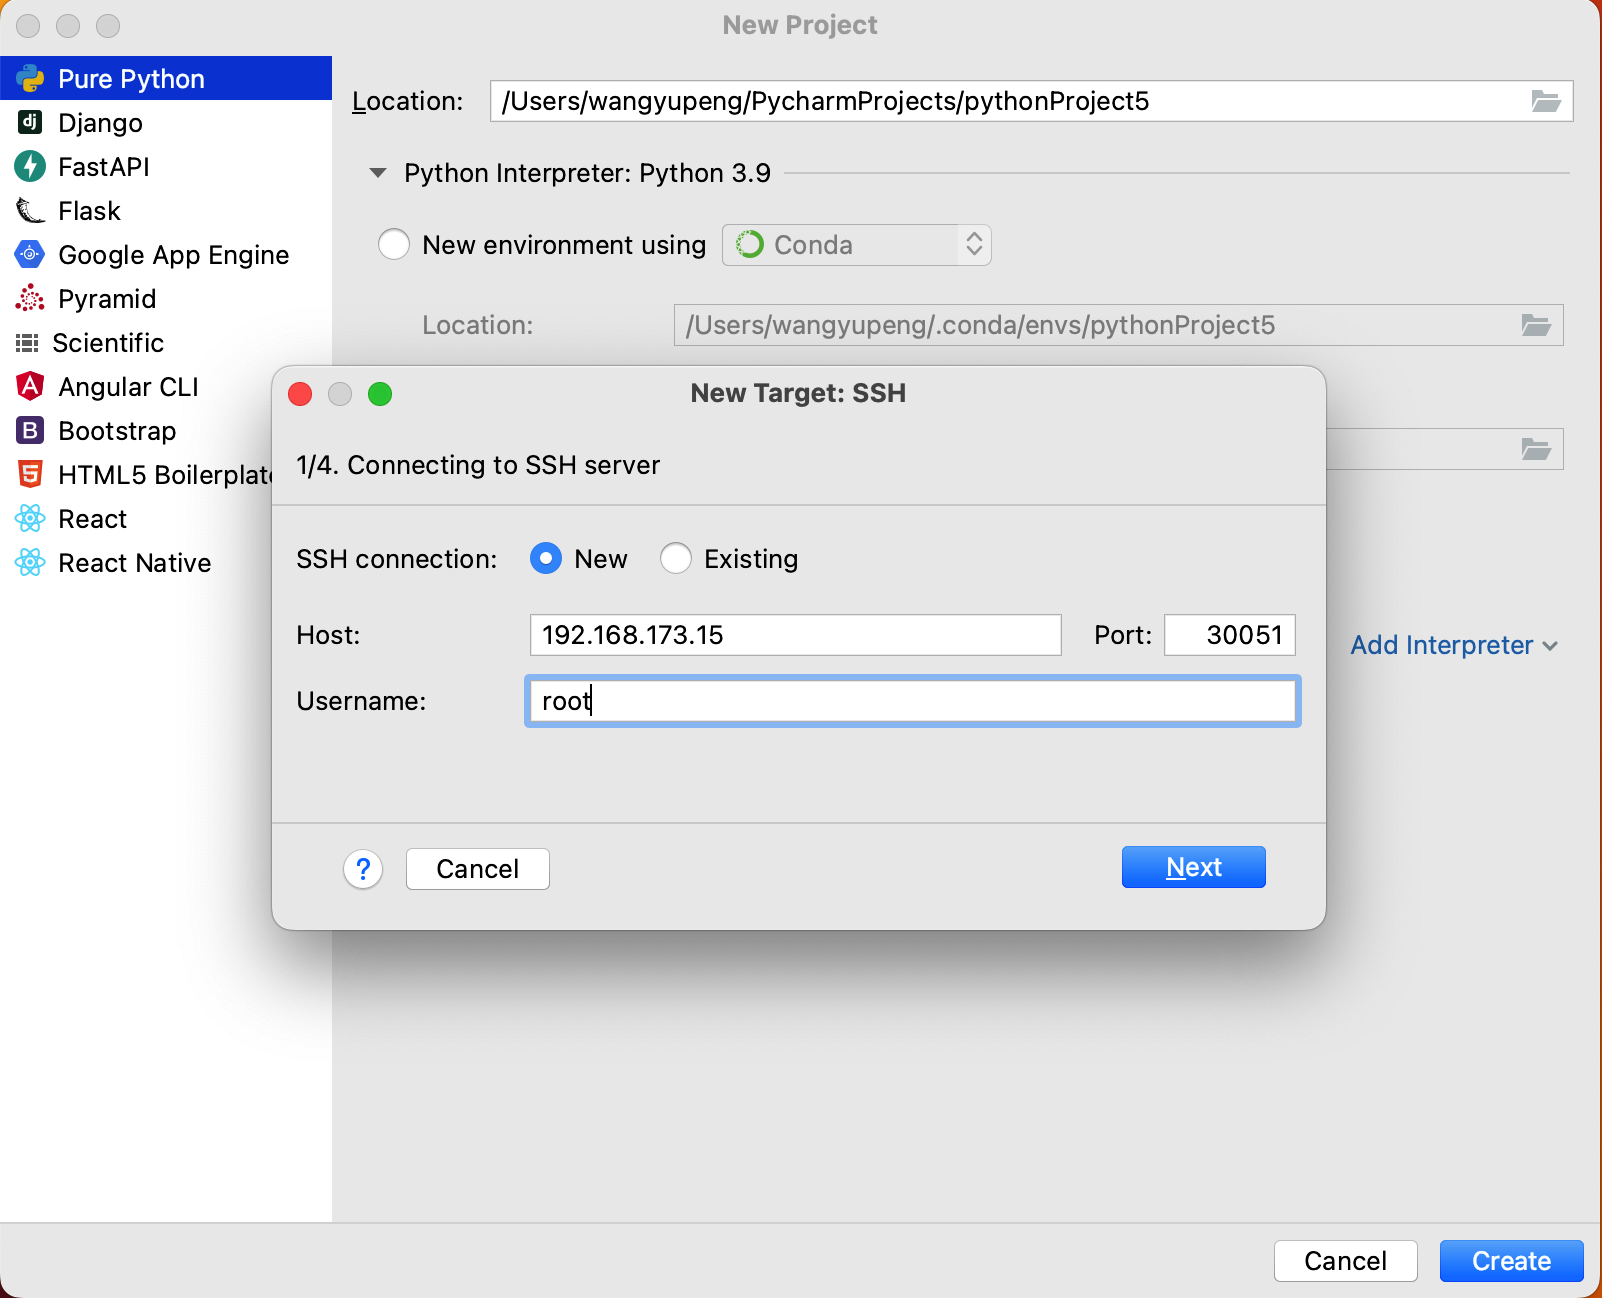 New Project
Pure Python
Django
FastAPI
Flask
Google App Engine
Pyramid
Scientific
Angular CLI
Bootstrap
HTML5 Boilerplate
React
React Native
Location: /Users/wangyupeng/PycharmProjects/pythonProject5
Python Interpreter: Python 3.9
New environment using Conda
Location: /Users/wangyupeng/.conda/envs/pythonProject5
New Target: SSH
1/4. Connecting to SSH server
SSH connection: New Existing
Host: 192.168.173.15 Port: 30051
Username: root
? Cancel Next
Add Interpreter
Cancel Create